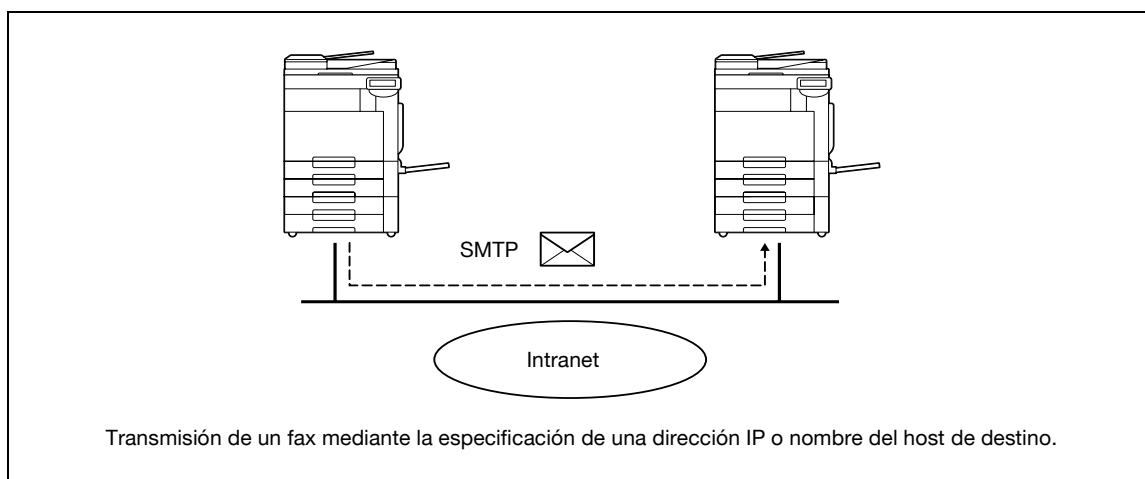 SMTP
Intranet
Transmisión de un fax mediante la especificación de una dirección IP o nombre del host de destino.